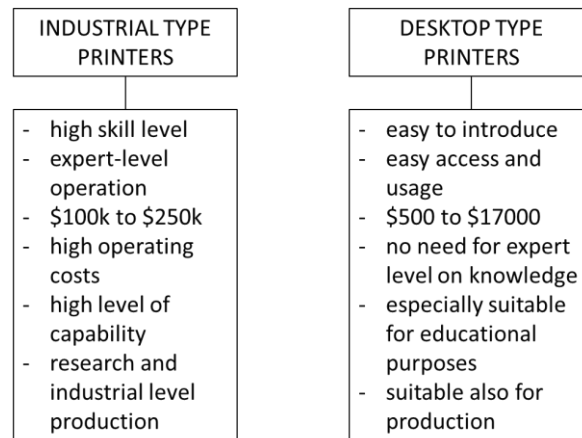 INDUSTRIAL TYPE
PRINTERS
- high skill level
- expert-level
operation
- $100k to $250k
- high operating
costs
- high level of
capability
- research and
industrial level
production
DESKTOP TYPE
PRINTERS
- easy to introduce
- easy access and
usage
- $500 to $17000
- no need for expert
level on knowledge
- especially suitable
for educational
purposes
- suitable also for
production